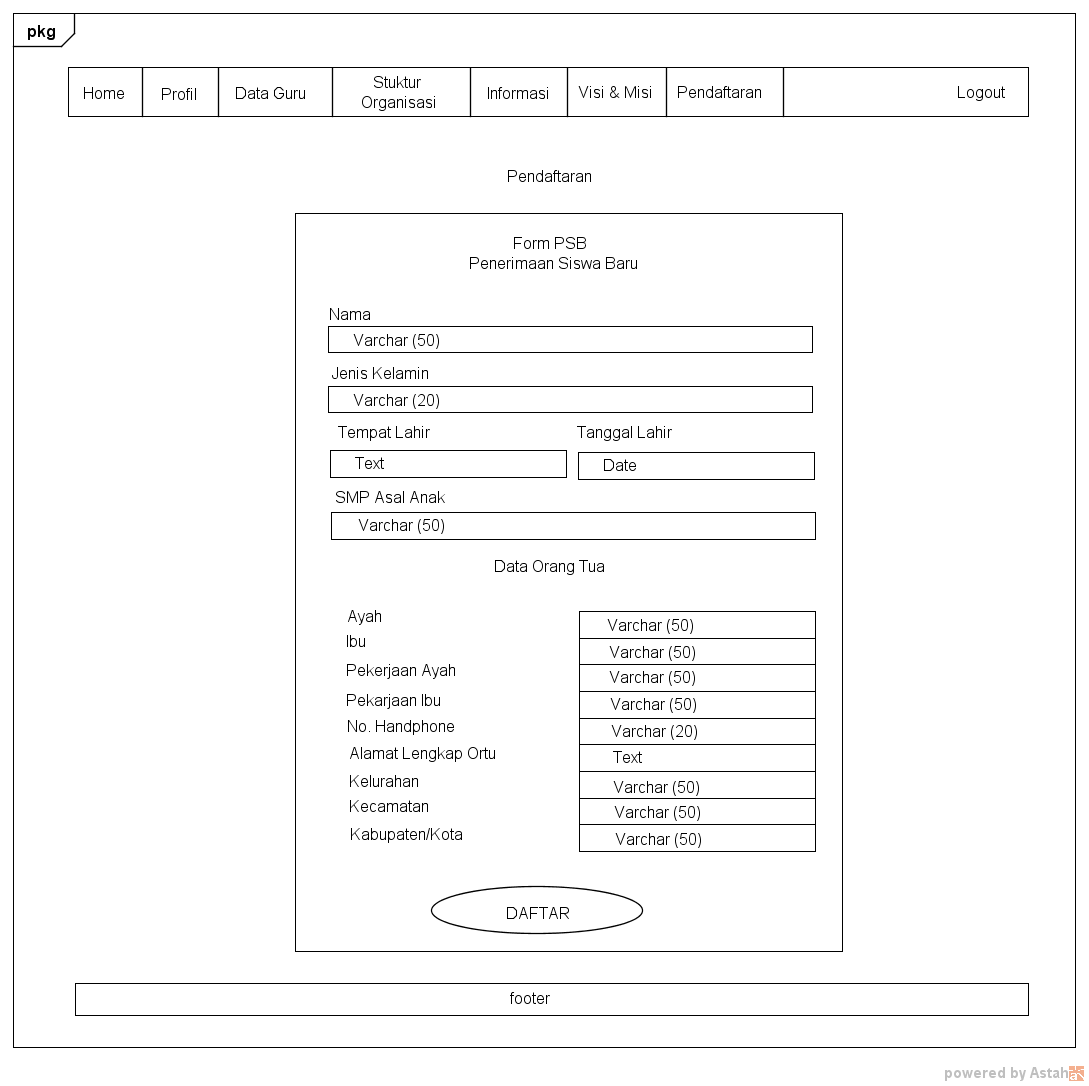 pkg
Home
Profil
Data Guru
Stuktur
Organisasi
Informasi
Visi & Misi
Pendaftaran
Logout
Pendaftaran
Form PSB
Penerimaan Siswa Baru
Nama
Varchar (50)
Jenis Kelamin
Varchar (20)
Tempat Lahir
Tanggal Lahir
Text
Date
SMP Asal Anak
Varchar (50)
Data Orang Tua
Ayah
Varchar (50)
Ibu
Varchar (50)
Pekerjaan Ayah
Varchar (50)
Pekarjaan Ibu
Varchar (50)
No. Handphone
Varchar (20)
Alamat Lengkap Ortu
Text
Kelurahan
Varchar (50)
Kecamatan
Varchar (50)
Kabupaten/Kota
Varchar (50)
DAFTAR
footer
powered by Astah